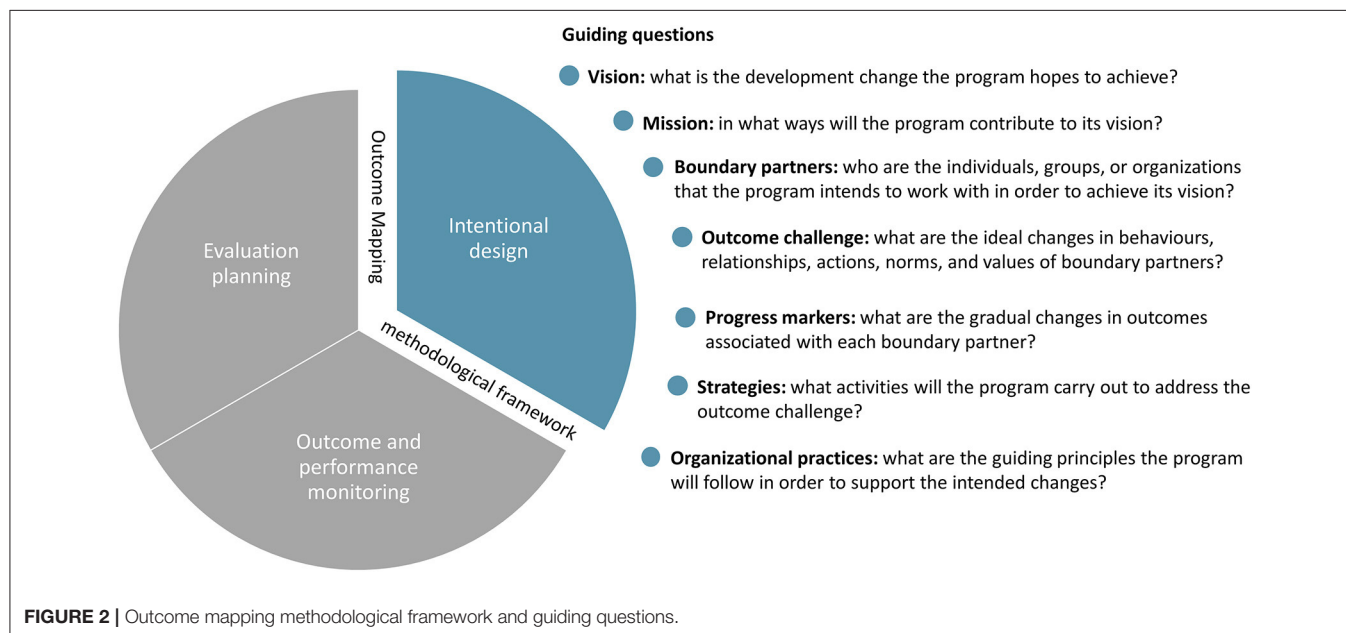 Guiding questions
Vision: what is the development change the program hopes to achieve?
Mission: in what ways will the program contribute to its vision?
Boundary partners: who are the individuals, groups, or organizations
that the program intends to work with in order to achieve its vision?
Outcome challenge: what are the ideal changes in behaviours,
relationships, actions, norms, and values of boundary partners?
Progress markers: what are the gradual changes in outcomes
associated with each boundary partner?
Strategies: what activities will the program carry out to address the
outcome challenge?
Organizational practices: what are the guiding principles the program
will follow in order to support the intended changes?
Outcome Mapping
methodological framework
Intentional
design
Evaluation
planning
Outcome and
performance
monitoring
FIGURE 2 | Outcome mapping methodological framework and guiding questions.